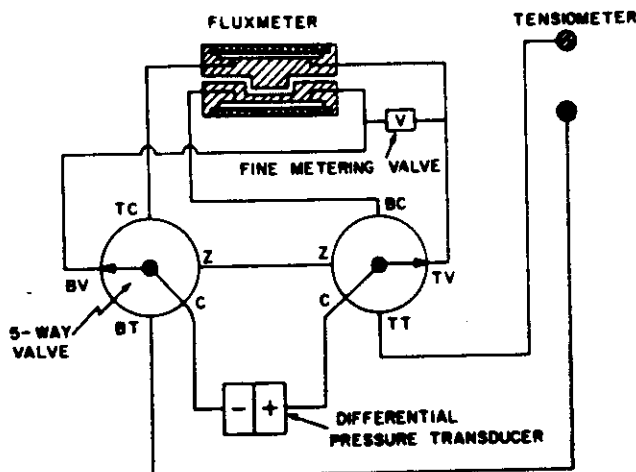 FLUXMETER
TENSIOMETER
V
FINE METERING VALVE
TC
BC
Z
Z
BV
TV
C
C
BT
TT
5-WAY
VALVE
- +
DIFFERENTIAL
PRESSURE TRANSDUCER